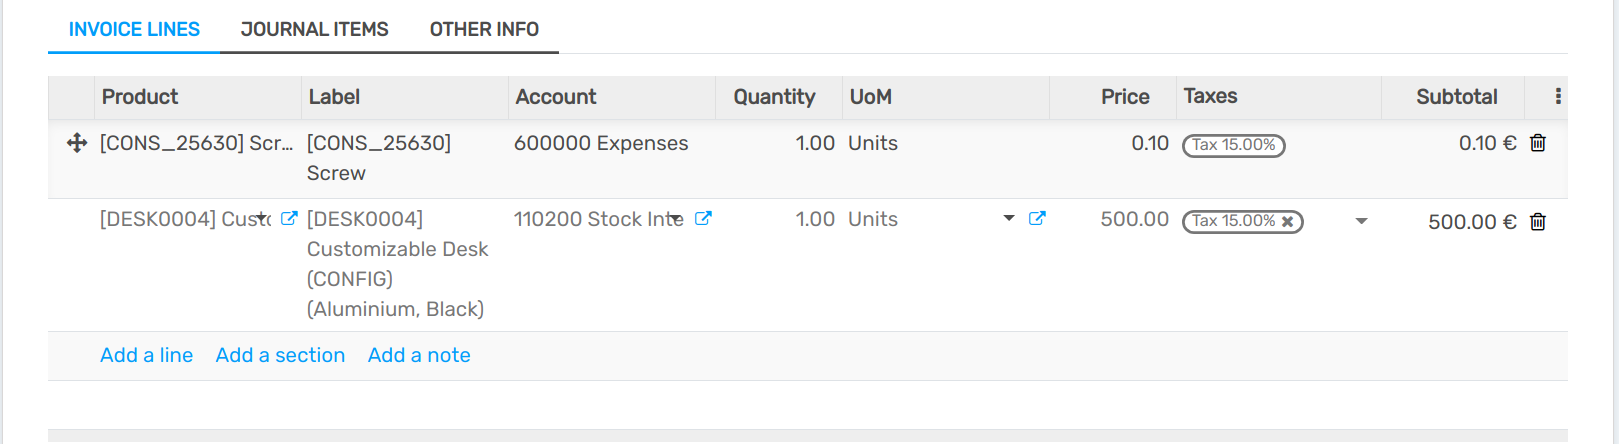 INVOICE LINES JOURNAL ITEMS OTHER INFO
Product Label Account Quantity UoM Price Taxes Subtotal
[CONS_25630] Scr... [CONS_25630] 600000 Expenses 1.00 Units 0.10 Tax 15.00% 0.10 €
Screw
[DESK0004] Custo [DESK0004] 110200 Stock Inte 1.00 Units 500.00 Tax 15.00% 500.00 €
Customizable Desk
(CONFIG)
(Aluminium, Black)
Add a line Add a section Add a note